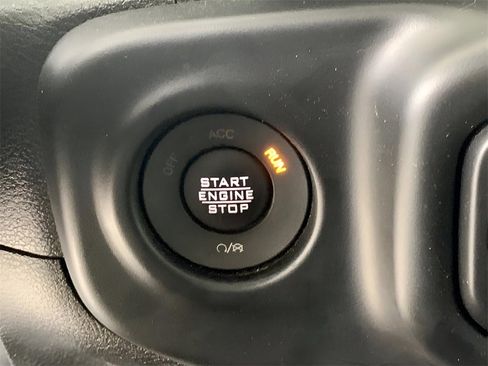 ACC
OFF
RUN
START
ENGINE
STOP